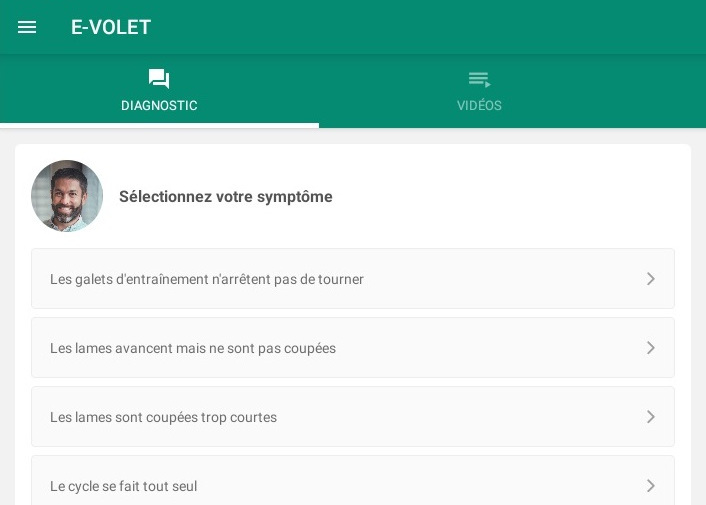 E-VOLET
DIAGNOSTIC
VIDÉOS
Sélectionnez votre symptôme
Les galets d'entraînement n'arrêtent pas de tourner
Les lames avancent mais ne sont pas coupées
Les lames sont coupées trop courtes
Le cycle se fait tout seul